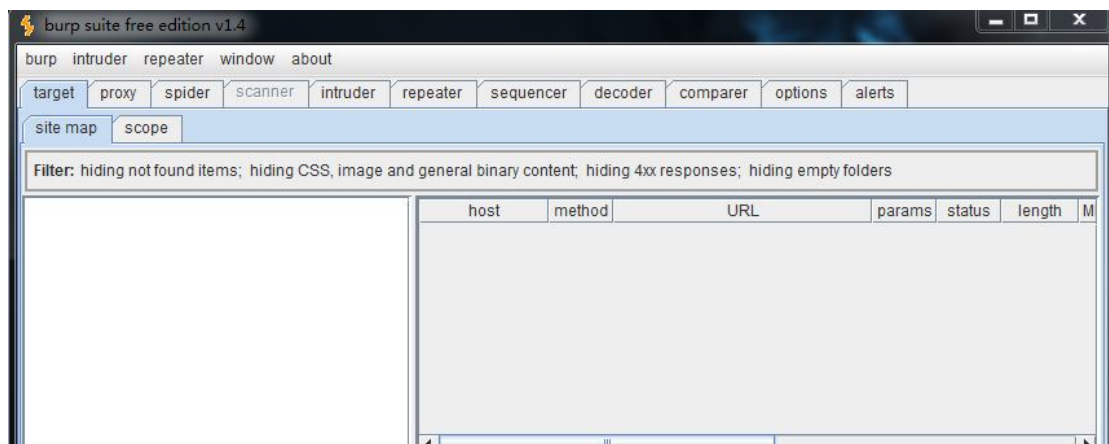 burp suite free edition v1.4
burp intruder repeater window about
target proxy spider scanner intruder repeater sequencer decoder comparer options alerts
site map scope
Filter: hiding not found items; hiding CSS, image and general binary content; hiding 4xx responses; hiding empty folders
host method URL params status length M